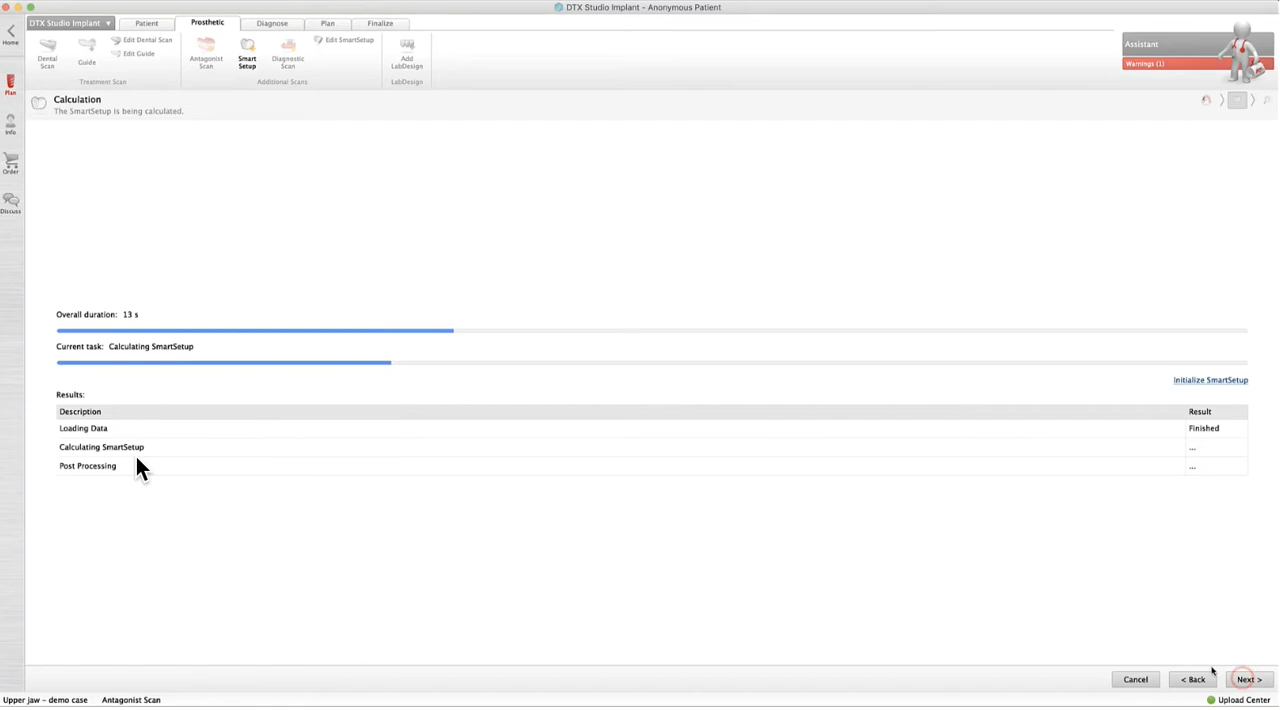 DTX Studio Implant - Anonymous Patient
DTX Studio Implant ▾ Patient Prosthetic Diagnose Plan Finalize
Home
Dental Scan
Guide
Edit Dental Scan
Edit Guide
Treatment Scan
Antagonist Scan
Smart Setup
Diagnostic Scan
Edit SmartSetup
Additional Scans
Add LabDesign
LabDesign
Assistant
Warnings (1)
Plan
Info
Order
Discuss
Calculation
The SmartSetup is being calculated.
Overall duration: 13 s
Current task: Calculating SmartSetup
Initialize SmartSetup
Results:
Description Result
Loading Data Finished
Calculating SmartSetup ...
Post Processing ...
Cancel < Back Next >
Upper jaw - demo case Antagonist Scan Upload Center